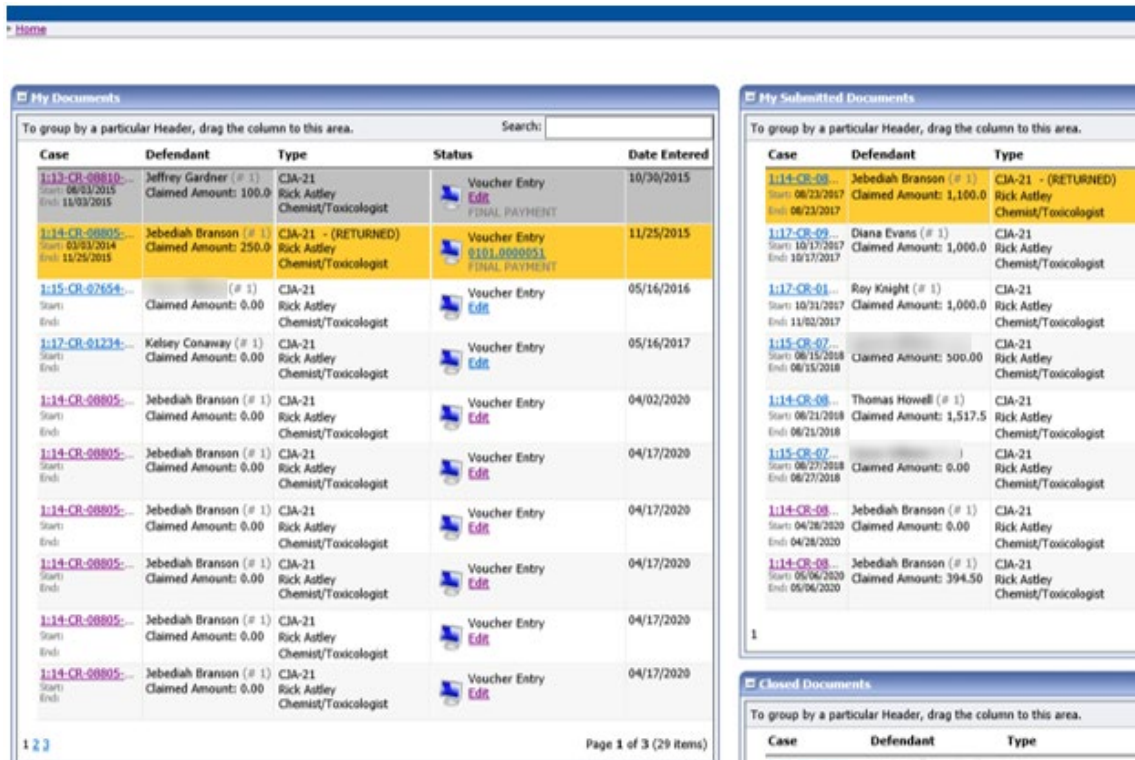 Home
My Documents
To group by a particular Header, drag the column to this area. Search:
Case Defendant Type Status Date Entered
1:13-CR-08810-... Jeffrey Gardner (# 1) CJA-21 Voucher Entry 10/30/2015
Start: 08/03/2015 Claimed Amount: 100.0 Rick Astley Edit
End: 11/03/2015 Chemist/Toxicologist FINAL PAYMENT
1:14-CR-08805-... Jebediah Branson (# 1) CJA-21 - (RETURNED) Voucher Entry 11/25/2015
Start: 03/03/2014 Claimed Amount: 250.0 Rick Astley 0101.0000051
End: 11/25/2015 Chemist/Toxicologist FINAL PAYMENT
1:15-CR-07654-... (# 1) CJA-21 Voucher Entry 05/16/2016
Start: Claimed Amount: 0.00 Rick Astley Edit
End: Chemist/Toxicologist
1:17-CR-01234-... Kelsey Conaway (# 1) CJA-21 Voucher Entry 05/16/2017
Start: Claimed Amount: 0.00 Rick Astley Edit
End: Chemist/Toxicologist
1:14-CR-08805-... Jebediah Branson (# 1) CJA-21 Voucher Entry 04/02/2020
Start: Claimed Amount: 0.00 Rick Astley Edit
End: Chemist/Toxicologist
1:14-CR-08805-... Jebediah Branson (# 1) CJA-21 Voucher Entry 04/17/2020
Start: Claimed Amount: 0.00 Rick Astley Edit
End: Chemist/Toxicologist
1:14-CR-08805-... Jebediah Branson (# 1) CJA-21 Voucher Entry 04/17/2020
Start: Claimed Amount: 0.00 Rick Astley Edit
End: Chemist/Toxicologist
1:14-CR-08805-... Jebediah Branson (# 1) CJA-21 Voucher Entry 04/17/2020
Start: Claimed Amount: 0.00 Rick Astley Edit
End: Chemist/Toxicologist
1:14-CR-08805-... Jebediah Branson (# 1) CJA-21 Voucher Entry 04/17/2020
Start: Claimed Amount: 0.00 Rick Astley Edit
End: Chemist/Toxicologist
1:14-CR-08805-... Jebediah Branson (# 1) CJA-21 Voucher Entry 04/17/2020
Start: Claimed Amount: 0.00 Rick Astley Edit
End: Chemist/Toxicologist
1 2 3 Page 1 of 3 (29 items)
My Submitted Documents
To group by a particular Header, drag the column to this area.
Case Defendant Type
1:14-CR-08... Jebediah Branson (# 1) CJA-21 - (RETURNED)
Start: 08/23/2017 Claimed Amount: 1,100.0 Rick Astley
End: 08/23/2017 Chemist/Toxicologist
1:17-CR-09... Diana Evans (# 1) CJA-21
Start: 10/17/2017 Claimed Amount: 1,000.0 Rick Astley
End: 10/17/2017 Chemist/Toxicologist
1:17-CR-01... Roy Knight (# 1) CJA-21
Start: 10/31/2017 Claimed Amount: 1,000.0 Rick Astley
End: 11/02/2017 Chemist/Toxicologist
1:15-CR-07... CJA-21
Start: 08/15/2018 Claimed Amount: 500.00 Rick Astley
End: 08/15/2018 Chemist/Toxicologist
1:14-CR-08... Thomas Howell (# 1) CJA-21
Start: 08/21/2018 Claimed Amount: 1,517.5 Rick Astley
End: 08/21/2018 Chemist/Toxicologist
1:15-CR-07... CJA-21
Start: 08/27/2018 Claimed Amount: 0.00 Rick Astley
End: 08/27/2018 Chemist/Toxicologist
1:14-CR-08... Jebediah Branson (# 1) CJA-21
Start: 04/28/2020 Claimed Amount: 0.00 Rick Astley
End: 04/28/2020 Chemist/Toxicologist
1:14-CR-08... Jebediah Branson (# 1) CJA-21
Start: 05/06/2020 Claimed Amount: 394.50 Rick Astley
End: 05/06/2020 Chemist/Toxicologist
1
Closed Documents
To group by a particular Header, drag the column to this area.
Case Defendant Type